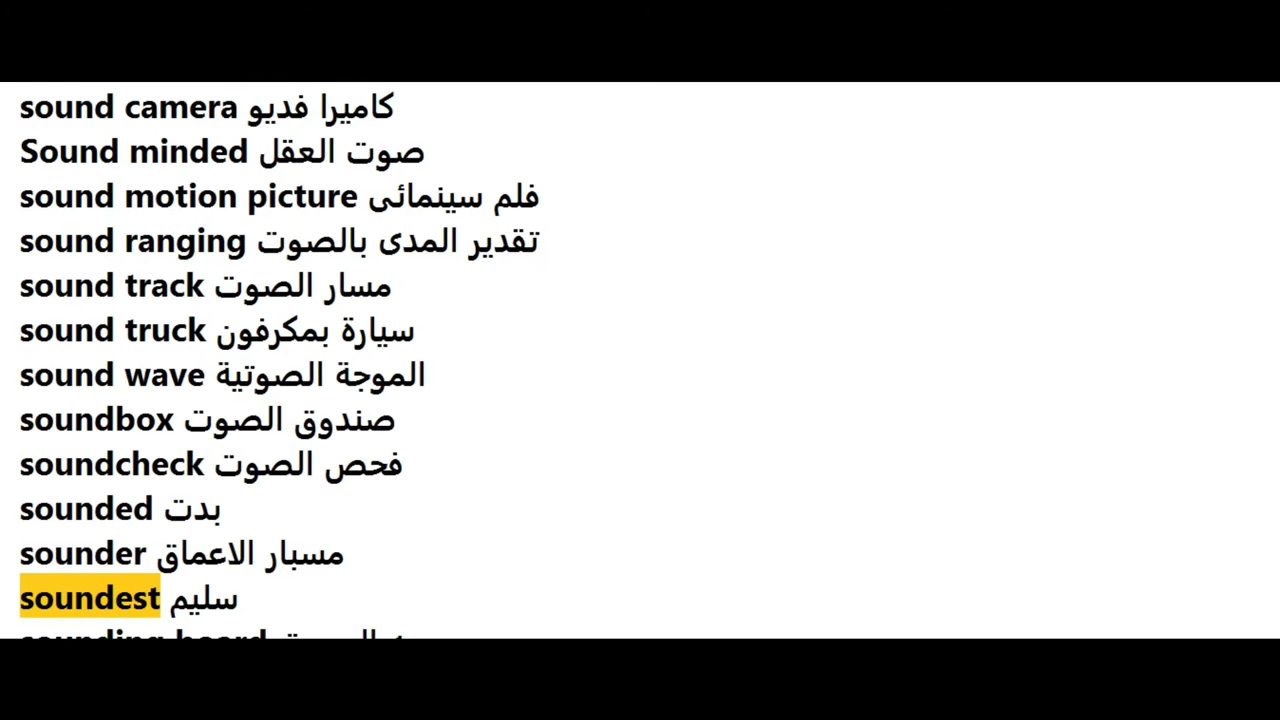 sound camera كاميرا فديو
Sound minded صوت العقل
sound motion picture فلم سينمائى
sound ranging تقدير المدى بالصوت
sound track مسار الصوت
sound truck سيارة بمكرفون
sound wave الموجة الصوتية
soundbox صندوق الصوت
soundcheck فحص الصوت
sounded بدت
sounder مسبار الاعماق
soundest سليم
sounding board